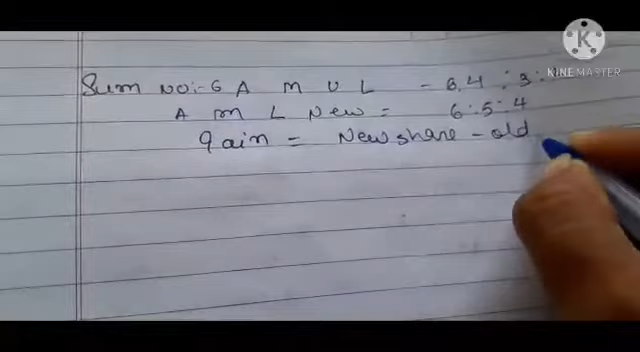 KINEMASTER
Sum No:- 6 A M U L - 6,4 : 3 :
A M L New = 6:5:4
gain = New share - old